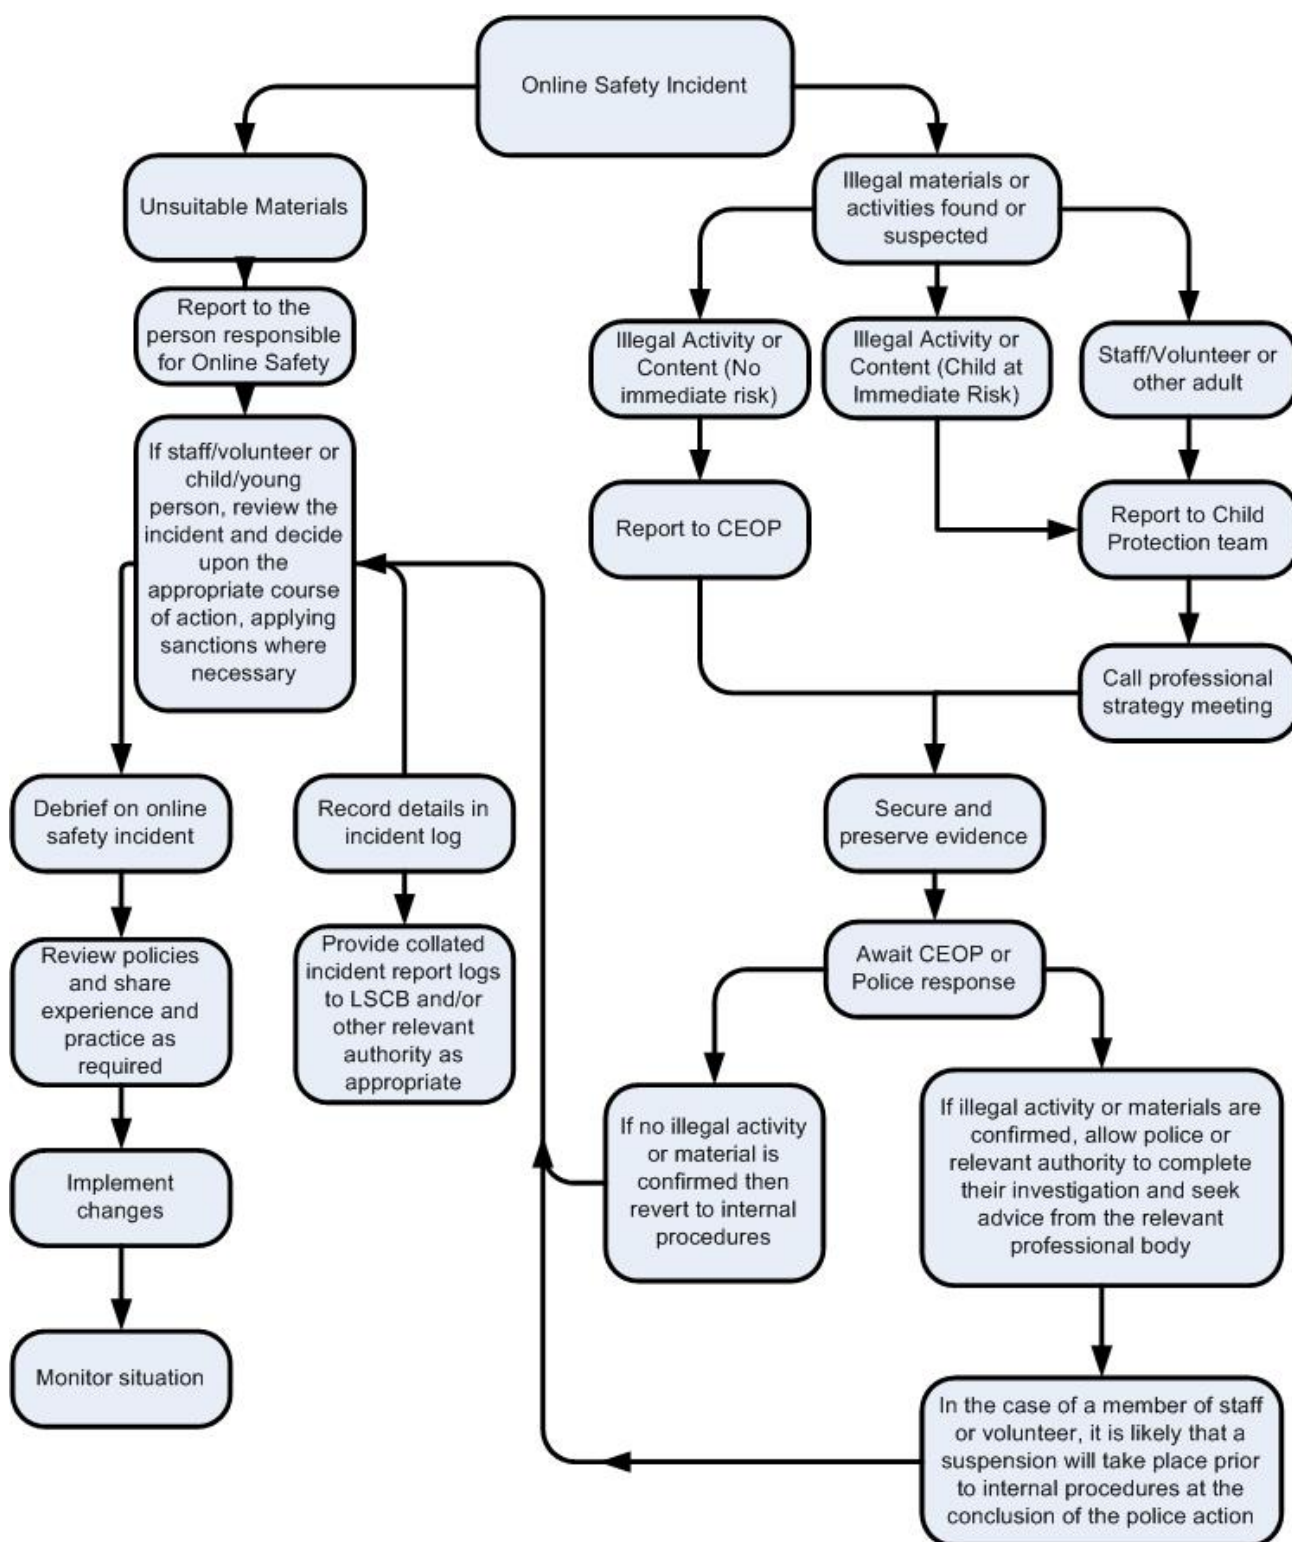 Online Safety Incident
Unsuitable Materials
Illegal materials or
activities found or
suspected
Report to the
person responsible
for Online Safety
Illegal Activity or
Content (No
immediate risk)
Illegal Activity or
Content (Child at
Immediate Risk)
Staff/Volunteer or
other adult
If staff/volunteer or
child/young
person, review the
incident and decide
upon the
appropriate course
of action, applying
sanctions where
necessary
Report to CEOP
Report to Child
Protection team
Call professional
strategy meeting
Debrief on online
safety incident
Record details in
incident log
Secure and
preserve evidence
Review policies
and share
experience and
practice as
required
Provide collated
incident report logs
to LSCB and/or
other relevant
authority as
appropriate
Await CEOP or
Police response
If no illegal activity
or material is
confirmed then
revert to internal
procedures
If illegal activity or materials are
confirmed, allow police or
relevant authority to complete
their investigation and seek
advice from the relevant
professional body
Implement
changes
Monitor situation
In the case of a member of staff
or volunteer, it is likely that a
suspension will take place prior
to internal procedures at the
conclusion of the police action